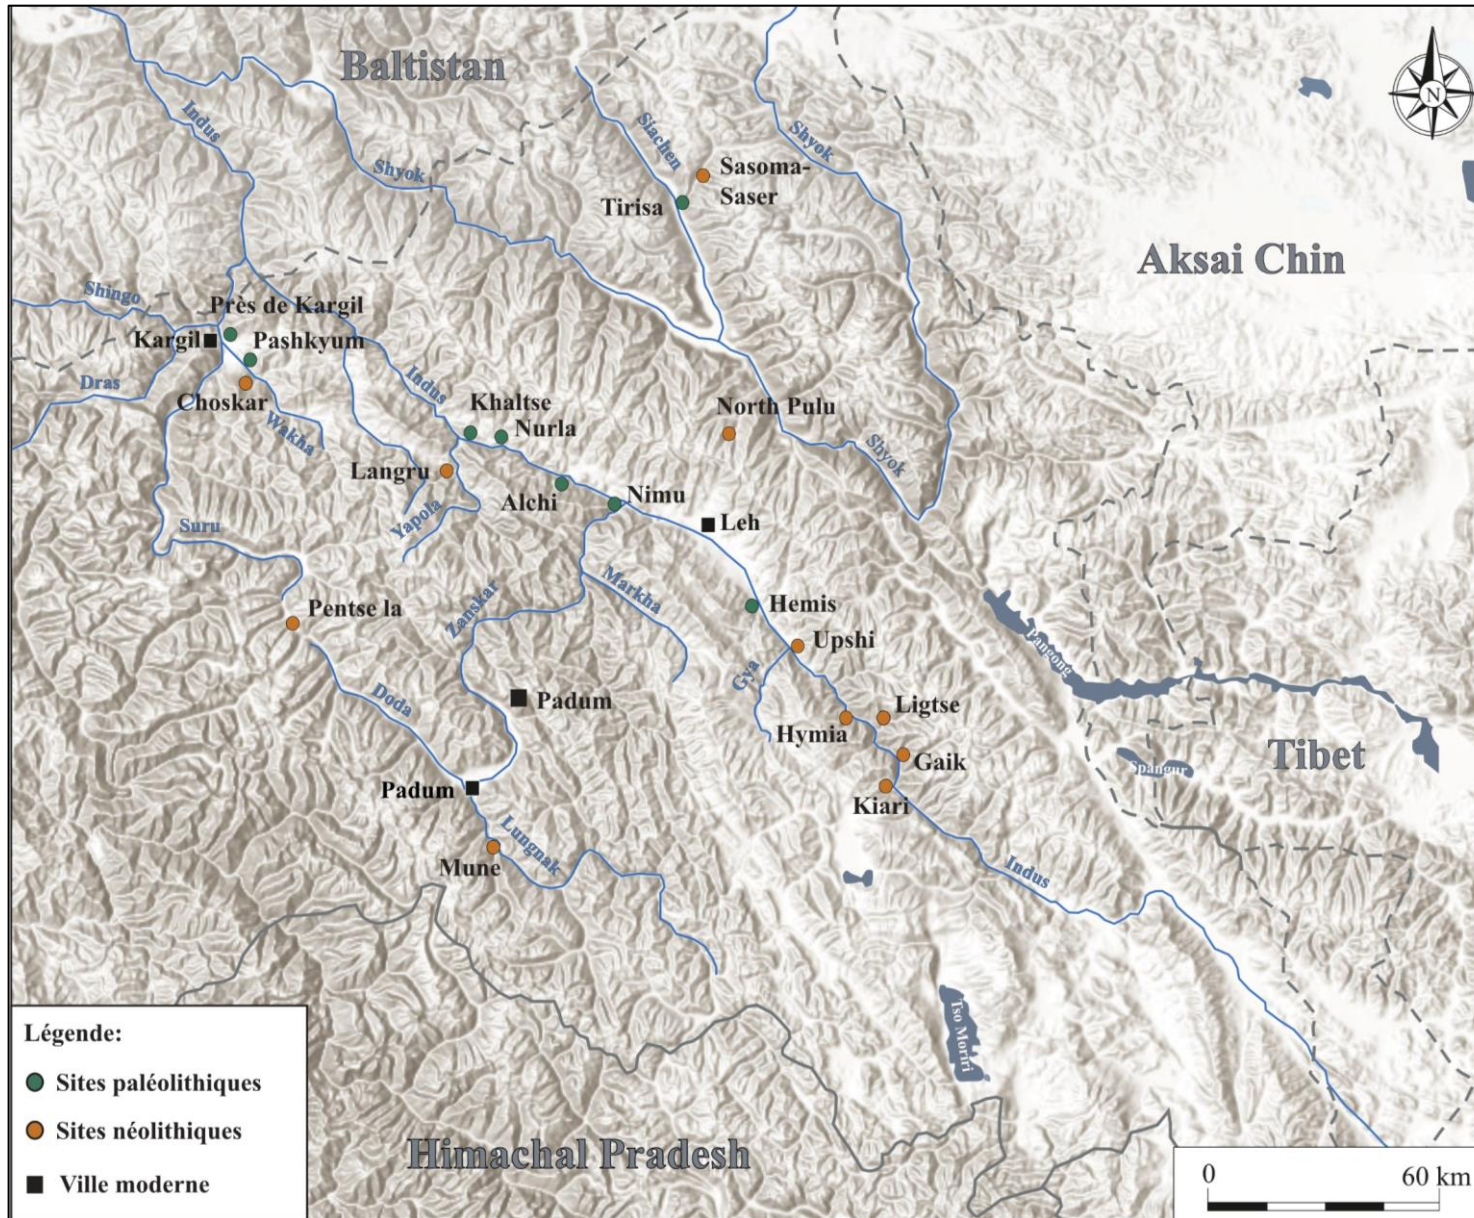 Baltistan
Indus
Shyok
Siachen
Shyok
N
Sasoma-
Saser
Tirisa
Aksai Chin
Shingo
Près de Kargil
Kargil
Pashkyum
Dras
Choskar
Wakha
Indus
Khaltse
Nurla
North Pulu
Shyok
Langru
Alchi
Nimu
Yapola
Leh
Suru
Markha
Zanskar
Hemis
Pentse la
Upshi
Pangong
Gya
Doda
Padum
Ligtse
Hymia
Gaik
Tibet
Spangur
Padum
Kiari
Lungnak
Mune
Indus
Tso Moriri
Himachal Pradesh
Légende:
Sites paléolithiques
Sites néolithiques
Ville moderne
0 60 km